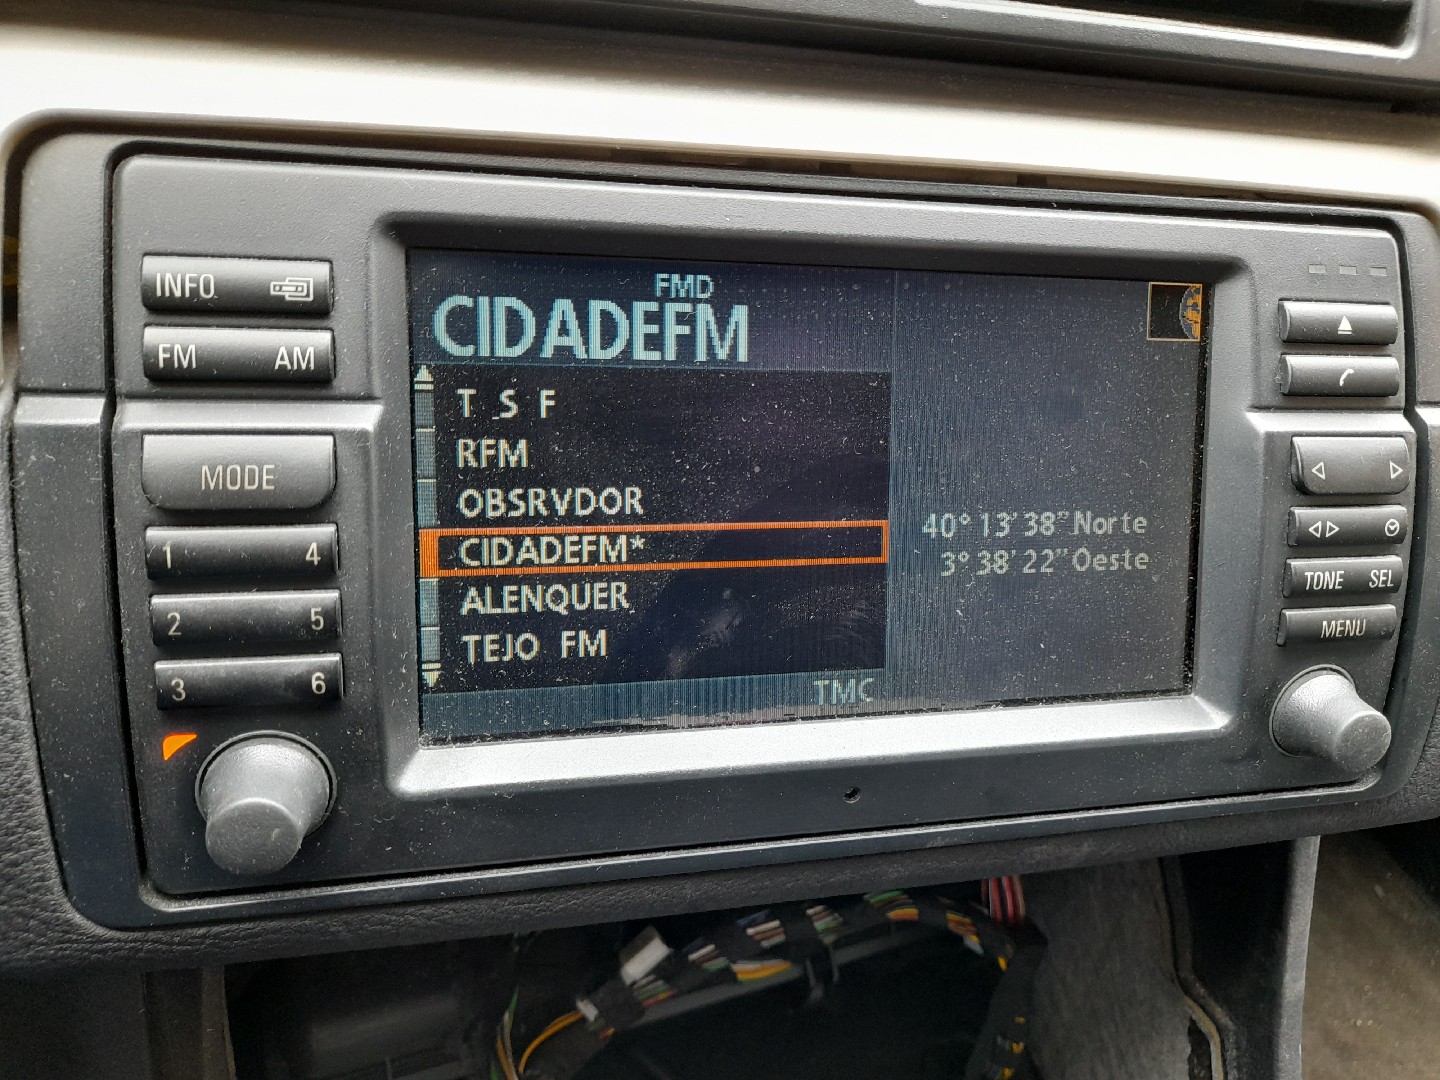 INFO
FM AM
MODE
1 4
2 5
3 6
FMD
CIDADEFM
T_S F
RFM
OBSRVDOR
CIDADEFM*
ALENQUER
TEJO FM
TMC
40° 13' 38" Norte
3° 38' 22" Oeste
TONE SEL
MENU